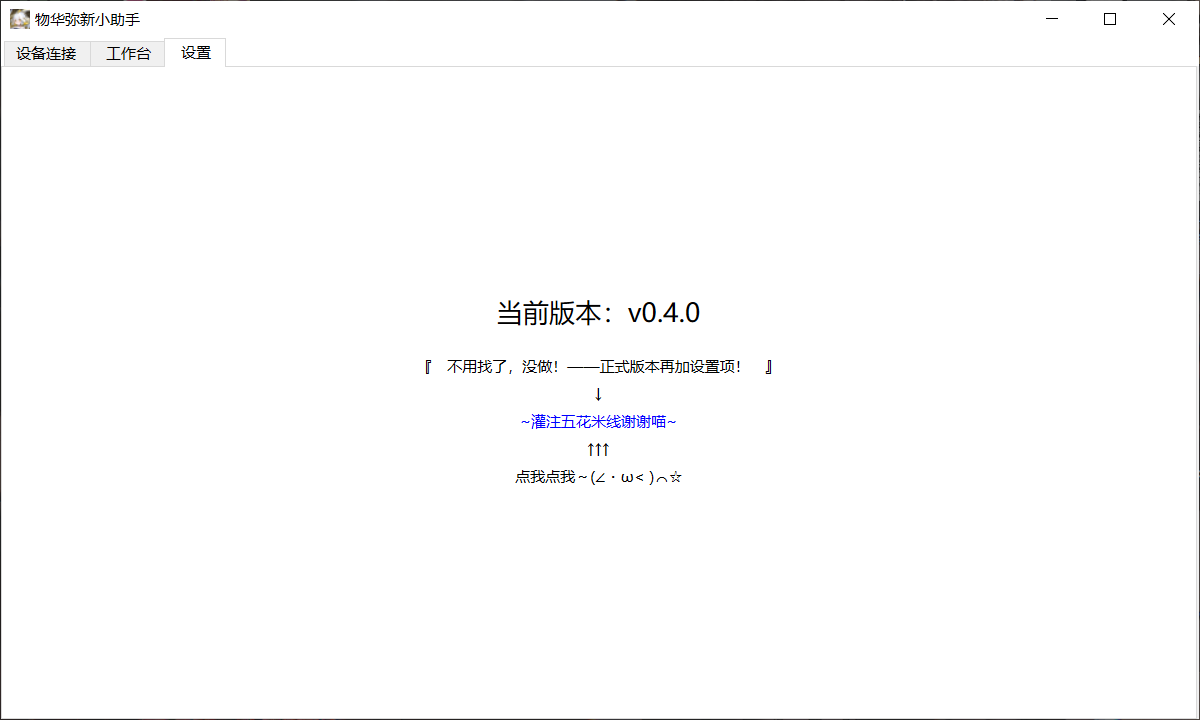 物华弥新小助手
设备连接 工作台 设置
当前版本：v0.4.0
『 不用找了，没做！——正式版本再加设置项！ 』
↓
~灌注五花米线谢谢喵~
↑↑↑
点我点我～(∠・ω< )⌒☆